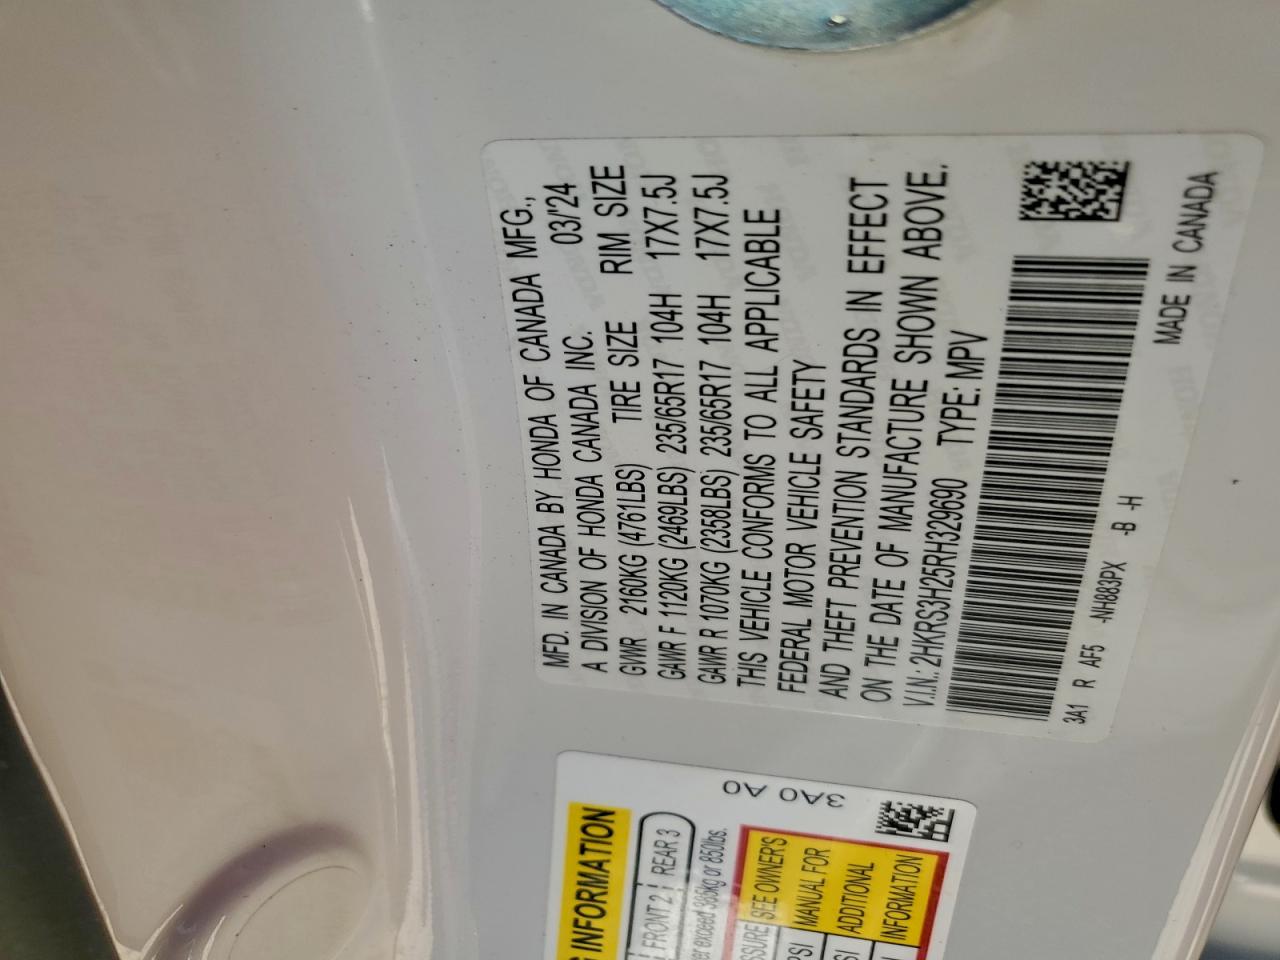 MFD. IN CANADA BY HONDA OF CANADA MFG.,
A DIVISION OF HONDA CANADA INC. 03/'24
GVWR 2160KG (4761LBS) TIRE SIZE RIM SIZE
GAWR F 1120KG (2469LBS) 235/65R17 104H 17X7.5J
GAWR R 1070KG (2358LBS) 235/65R17 104H 17X7.5J
THIS VEHICLE CONFORMS TO ALL APPLICABLE
FEDERAL MOTOR VEHICLE SAFETY
AND THEFT PREVENTION STANDARDS IN EFFECT
ON THE DATE OF MANUFACTURE SHOWN ABOVE.
V.I.N.: 2HKRS3H25RH329690 TYPE: MPV
3A1 R AF5 -NH883PX -B -H
MADE IN CANADA
3A0 A0
INFORMATION
FRONT 2 REAR 3
exceed 385kg or 850lbs.
SEE OWNER'S
MANUAL FOR
ADDITIONAL
INFORMATION